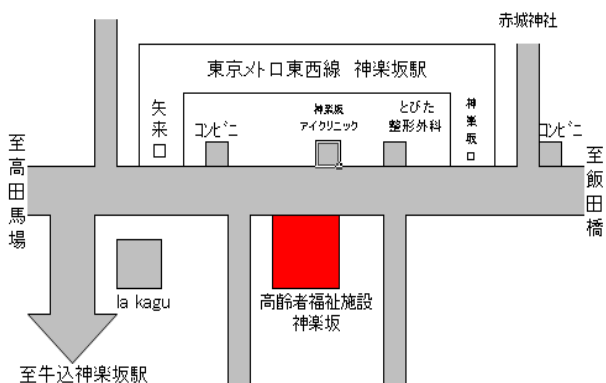 赤城神社
東京メトロ東西線 神楽坂駅
矢来口
コンビニ
神楽坂
アイクリニック
とびた
整形外科
神楽坂口
コンビニ
至高田馬場
至飯田橋
la kagu
高齢者福祉施設
神楽坂
至牛込神楽坂駅